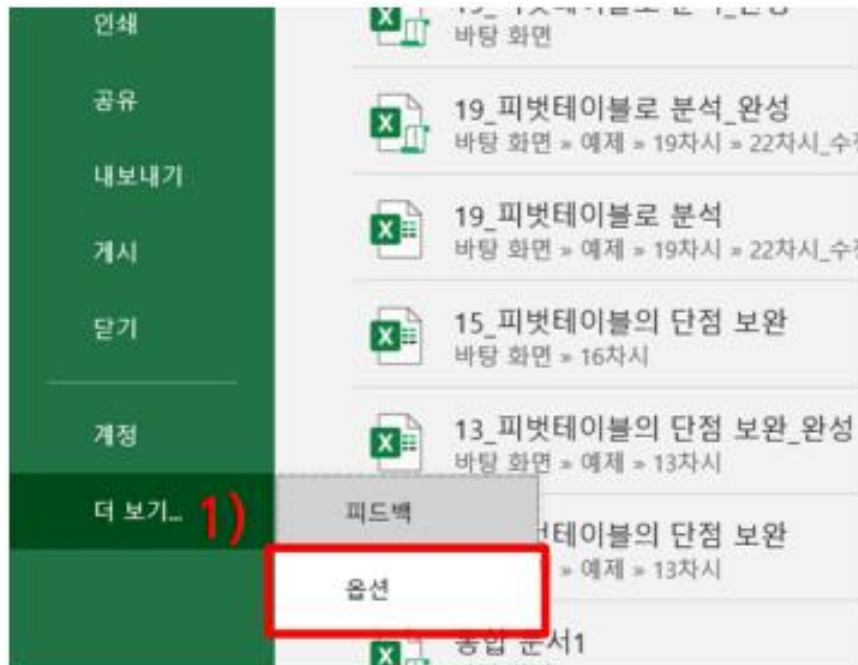 인쇄
공유
내보내기
게시
닫기
계정
더 보기... 1)
피드백
옵션
바탕 화면
19_피벗테이블로 분석_완성
바탕 화면 » 예제 » 19차시 » 22차시_수정
19_피벗테이블로 분석
바탕 화면 » 예제 » 19차시 » 22차시_수정
15_피벗테이블의 단점 보완
바탕 화면 » 16차시
13_피벗테이블의 단점 보완_완성
바탕 화면 » 예제 » 13차시
테이블의 단점 보완
» 예제 » 13차시
통합 문서1